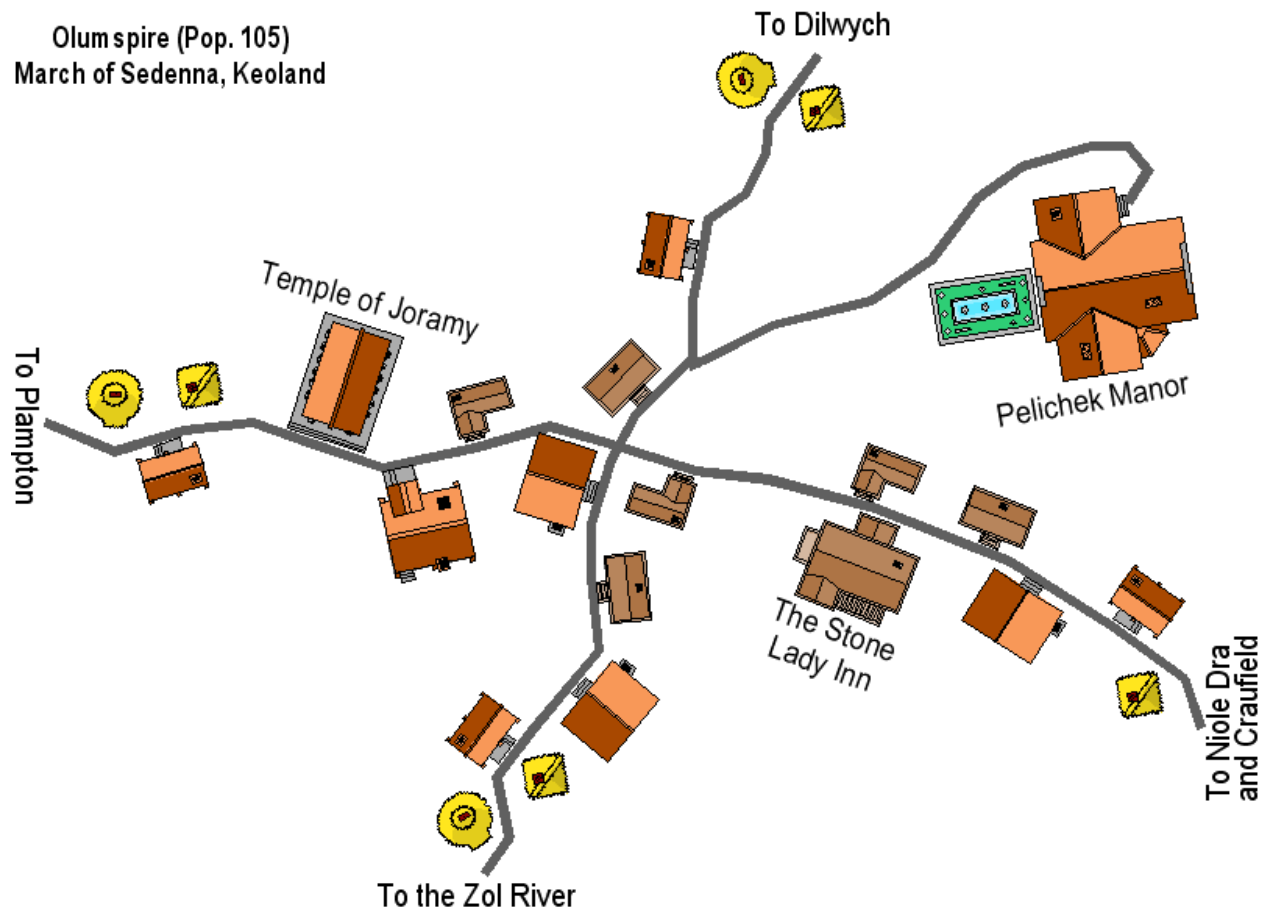 Olumspire (Pop. 105)
March of Sedenna, Keoland
To Dilwych
Temple of Joramy
To Plampton
Pelichek Manor
The Stone
Lady Inn
To Niole Dra
and Craufield
To the Zol River